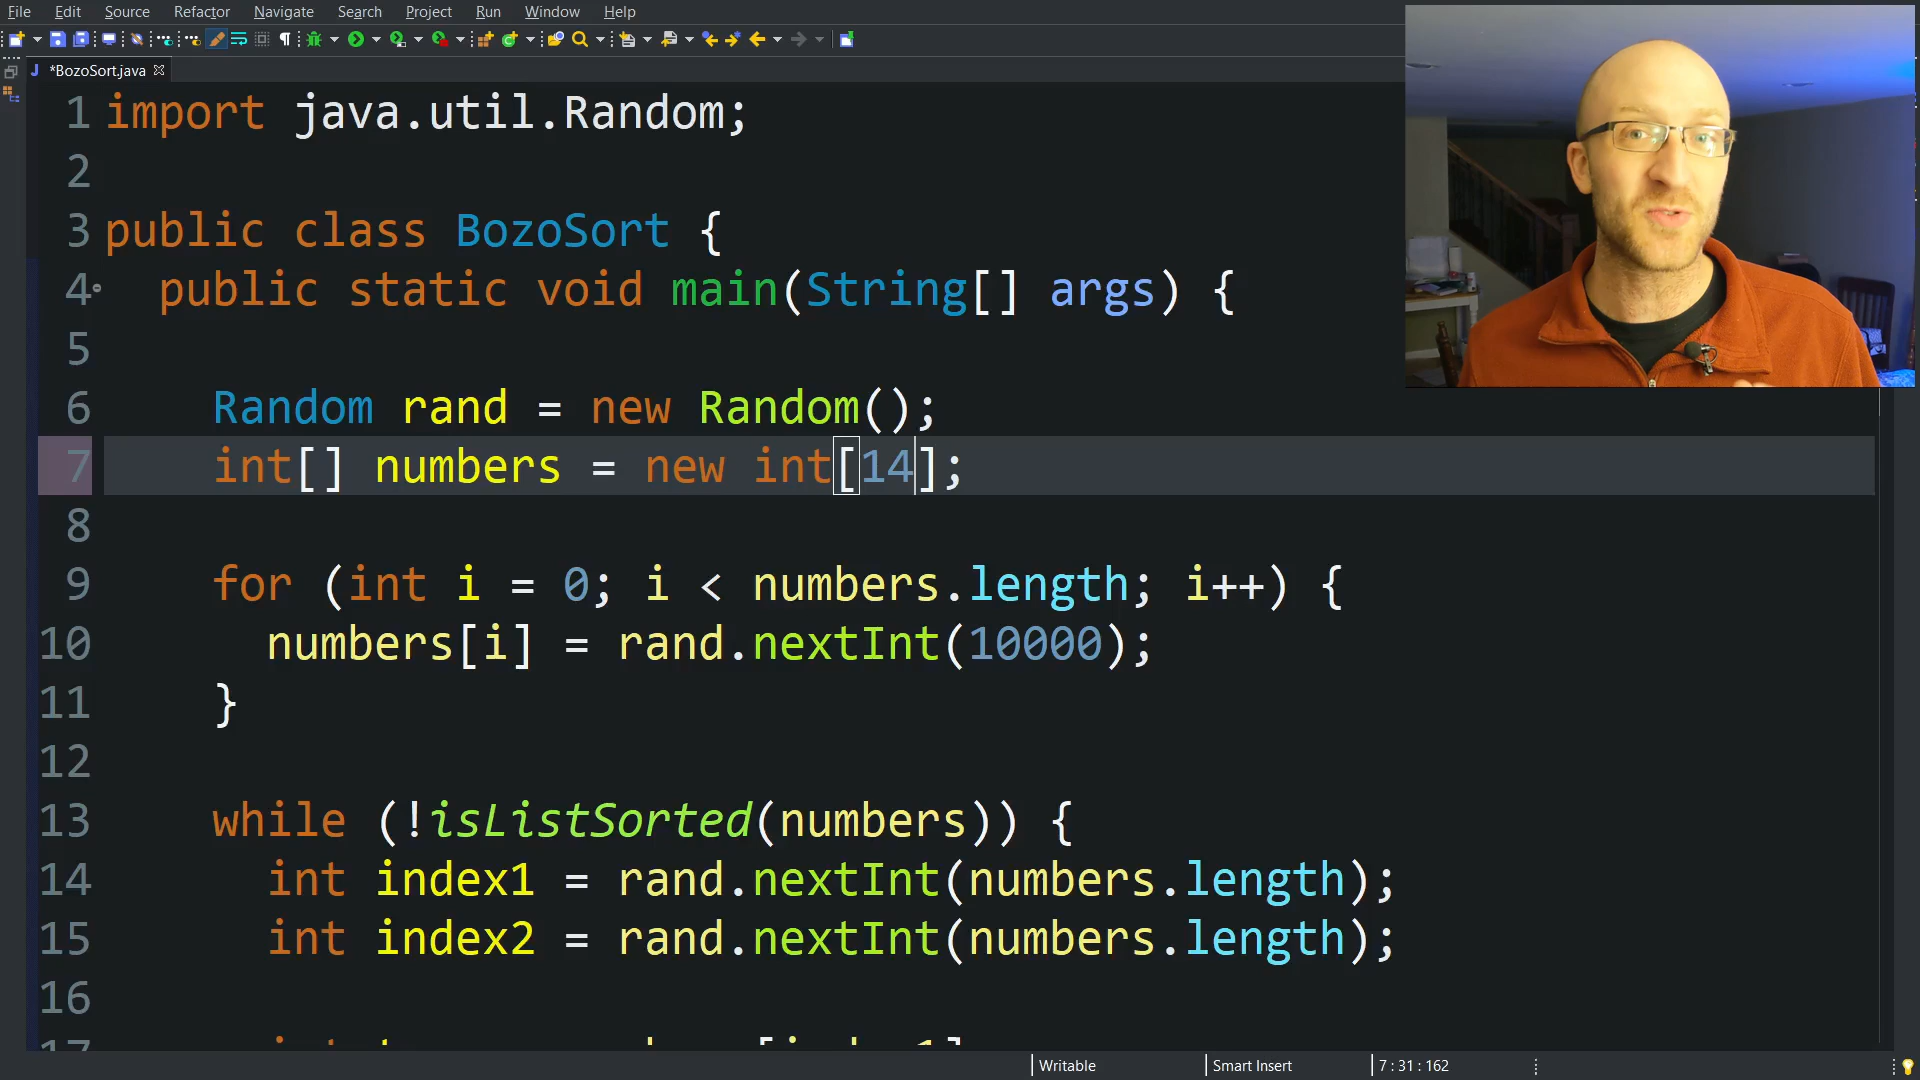 File Edit Source Refactor Navigate Search Project Run Window Help
*BozoSort.java
1 import java.util.Random;
2
3 public class BozoSort {
4 public static void main(String[] args) {
5
6 Random rand = new Random();
7 int[] numbers = new int[14];
8
9 for (int i = 0; i < numbers.length; i++) {
10 numbers[i] = rand.nextInt(10000);
11 }
12
13 while (!isListSorted(numbers)) {
14 int index1 = rand.nextInt(numbers.length);
15 int index2 = rand.nextInt(numbers.length);
16
17
Writable Smart Insert 7 : 31 : 162